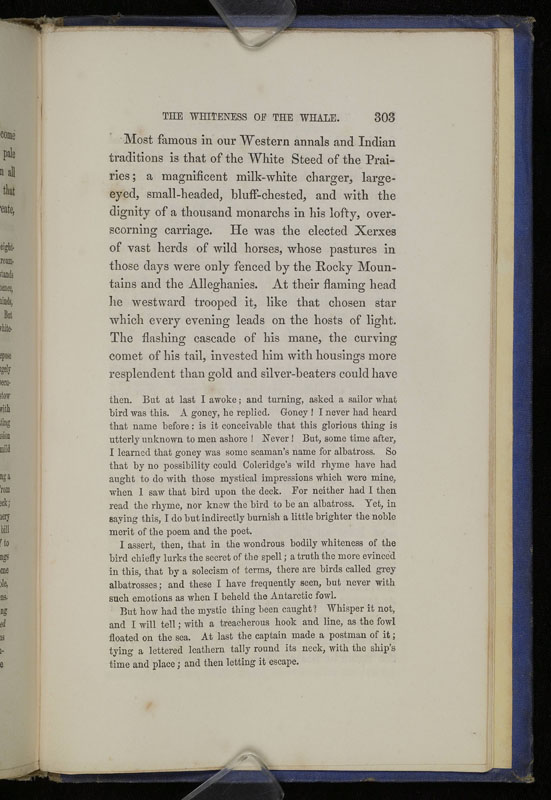 THE WHITENESS OF THE WHALE. 303
Most famous in our Western annals and Indian
traditions is that of the White Steed of the Prai-
ries; a magnificent milk-white charger, large-
eyed, small-headed, bluff-chested, and with the
dignity of a thousand monarchs in his lofty, over-
scorning carriage. He was the elected Xerxes
of vast herds of wild horses, whose pastures in
those days were only fenced by the Rocky Moun-
tains and the Alleghanies. At their flaming head
he westward trooped it, like that chosen star
which every evening leads on the hosts of light.
The flashing cascade of his mane, the curving
comet of his tail, invested him with housings more
resplendent than gold and silver-beaters could have
then. But at last I awoke; and turning, asked a sailor what
bird was this. A goney, he replied. Goney! I never had heard
that name before: is it conceivable that this glorious thing is
utterly unknown to men ashore! Never! But, some time after,
I learned that goney was some seaman's name for albatross. So
that by no possibility could Coleridge's wild rhyme have had
aught to do with those mystical impressions which were mine,
when I saw that bird upon the deck. For neither had I then
read the rhyme, nor knew the bird to be an albatross. Yet, in
saying this, I do but indirectly burnish a little brighter the noble
merit of the poem and the poet.
I assert, then, that in the wondrous bodily whiteness of the
bird chiefly lurks the secret of the spell; a truth the more evinced
in this, that by a solecism of terms, there are birds called grey
albatrosses; and these I have frequently seen, but never with
such emotions as when I beheld the Antarctic fowl.
But how had the mystic thing been caught? Whisper it not,
and I will tell; with a treacherous hook and line, as the fowl
floated on the sea. At last the captain made a postman of it;
tying a lettered leathern tally round its neck, with the ship's
time and place; and then letting it escape.